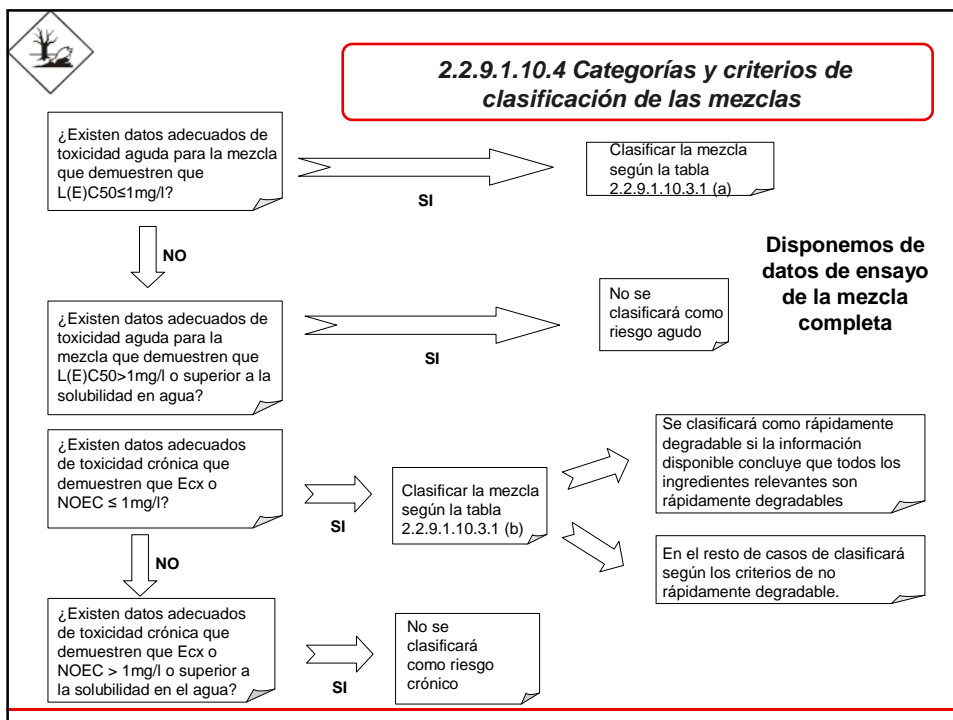 2.2.9.1.10.4 Categorías y criterios de
clasificación de las mezclas
¿Existen datos adecuados de
toxicidad aguda para la mezcla
que demuestren que
L(E)C50≤1mg/l?
SI
Clasificar la mezcla
según la tabla
2.2.9.1.10.3.1 (a)
NO
Disponemos de
datos de ensayo
de la mezcla
completa
¿Existen datos adecuados de
toxicidad aguda para la
mezcla que demuestren que
L(E)C50>1mg/l o superior a la
solubilidad en agua?
SI
No se
clasificará como
riesgo agudo
¿Existen datos adecuados
de toxicidad crónica que
demuestren que Ecx o
NOEC ≤ 1mg/l?
SI
Clasificar la mezcla
según la tabla
2.2.9.1.10.3.1 (b)
Se clasificará como rápidamente
degradable si la información
disponible concluye que todos los
ingredientes relevantes son
rápidamente degradables
En el resto de casos de clasificará
según los criterios de no
rápidamente degradable.
NO
¿Existen datos adecuados
de toxicidad crónica que
demuestren que Ecx o
NOEC > 1mg/l o superior a
la solubilidad en el agua?
SI
No se
clasificará
como riesgo
crónico